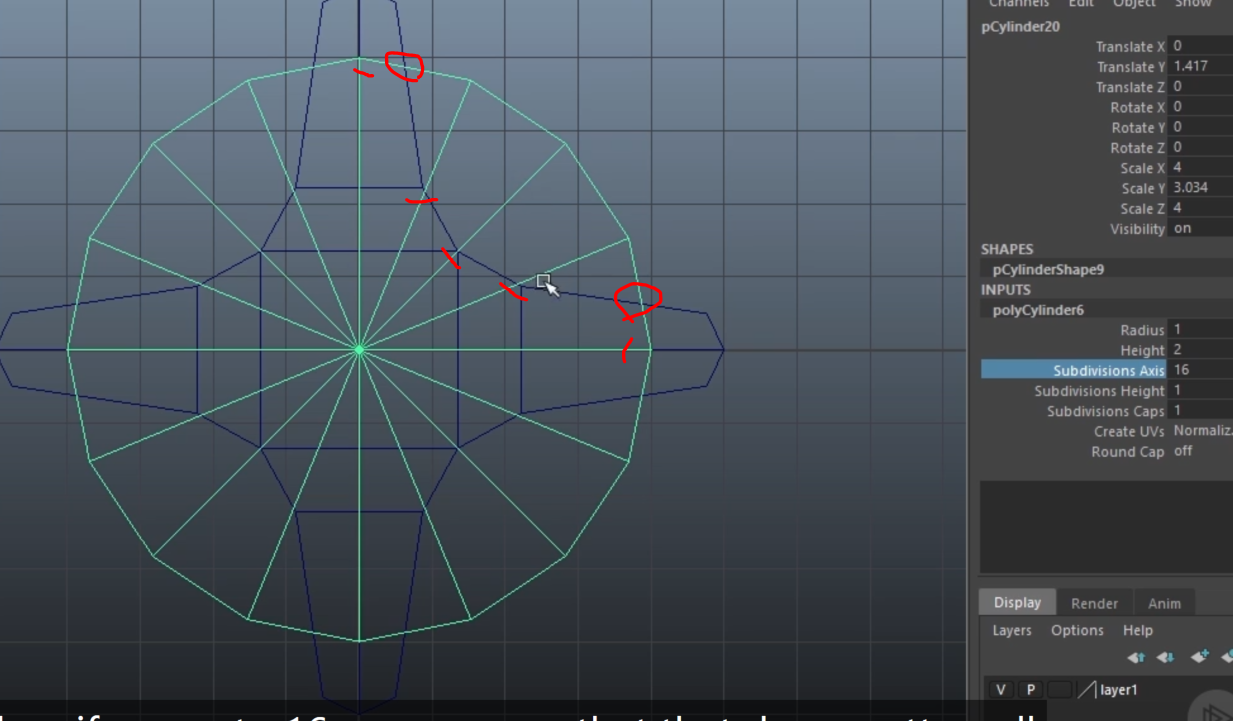 Channels Edit Object Show
pCylinder20
Translate X 0
Translate Y 1.417
Translate Z 0
Rotate X 0
Rotate Y 0
Rotate Z 0
Scale X 4
Scale Y 3.034
Scale Z 4
Visibility on
SHAPES
pCylinderShape9
INPUTS
polyCylinder6
Radius 1
Height 2
Subdivisions Axis 16
Subdivisions Height 1
Subdivisions Caps 1
Create UVs Normaliz.
Round Cap off
Display Render Anim
Layers Options Help
V P layer1